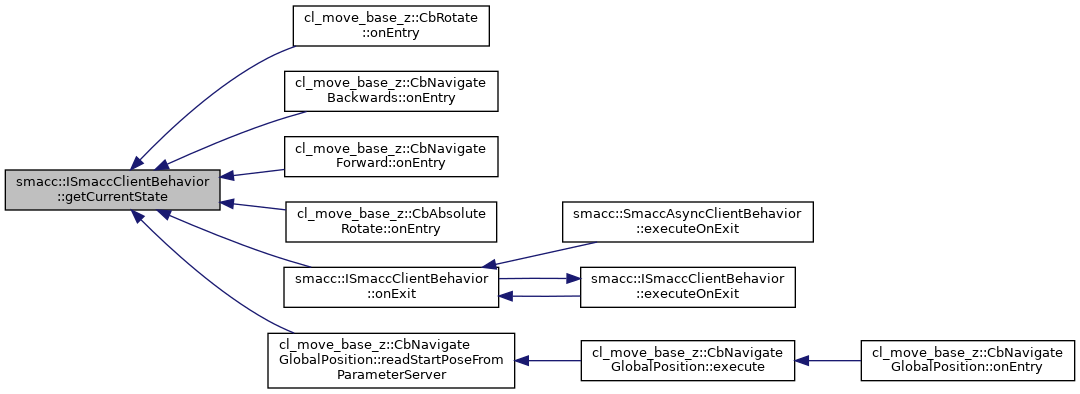 cl_move_base_z::CbRotate
::onEntry
cl_move_base_z::CbNavigate
Backwards::onEntry
cl_move_base_z::CbNavigate
Forward::onEntry
smacc::ISmaccClientBehavior
::getCurrentState
cl_move_base_z::CbAbsolute
Rotate::onEntry
smacc::SmaccAsyncClientBehavior
::executeOnExit
smacc::ISmaccClientBehavior
::onExit
smacc::ISmaccClientBehavior
::executeOnExit
cl_move_base_z::CbNavigate
GlobalPosition::readStartPoseFrom
ParameterServer
cl_move_base_z::CbNavigate
GlobalPosition::execute
cl_move_base_z::CbNavigate
GlobalPosition::onEntry